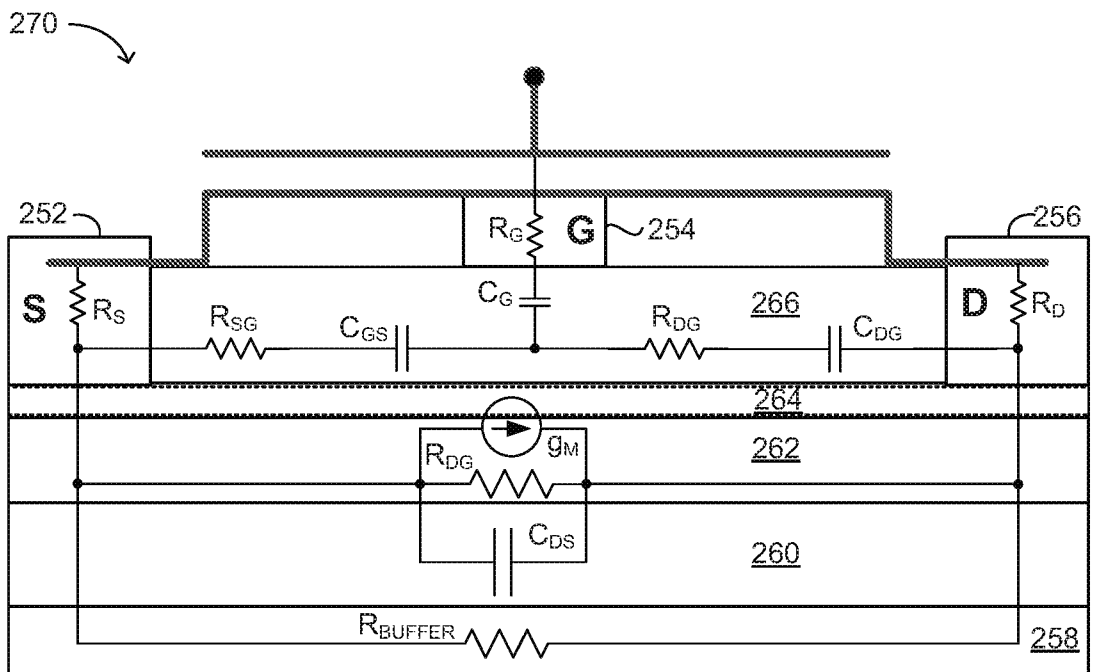 270
252
R_G
G
254
256
S
R_S
R_SG
C_GS
C_G
R_DG
266
C_DG
D
R_D
264
g_M
R_DG
262
C_DS
260
R_BUFFER
258